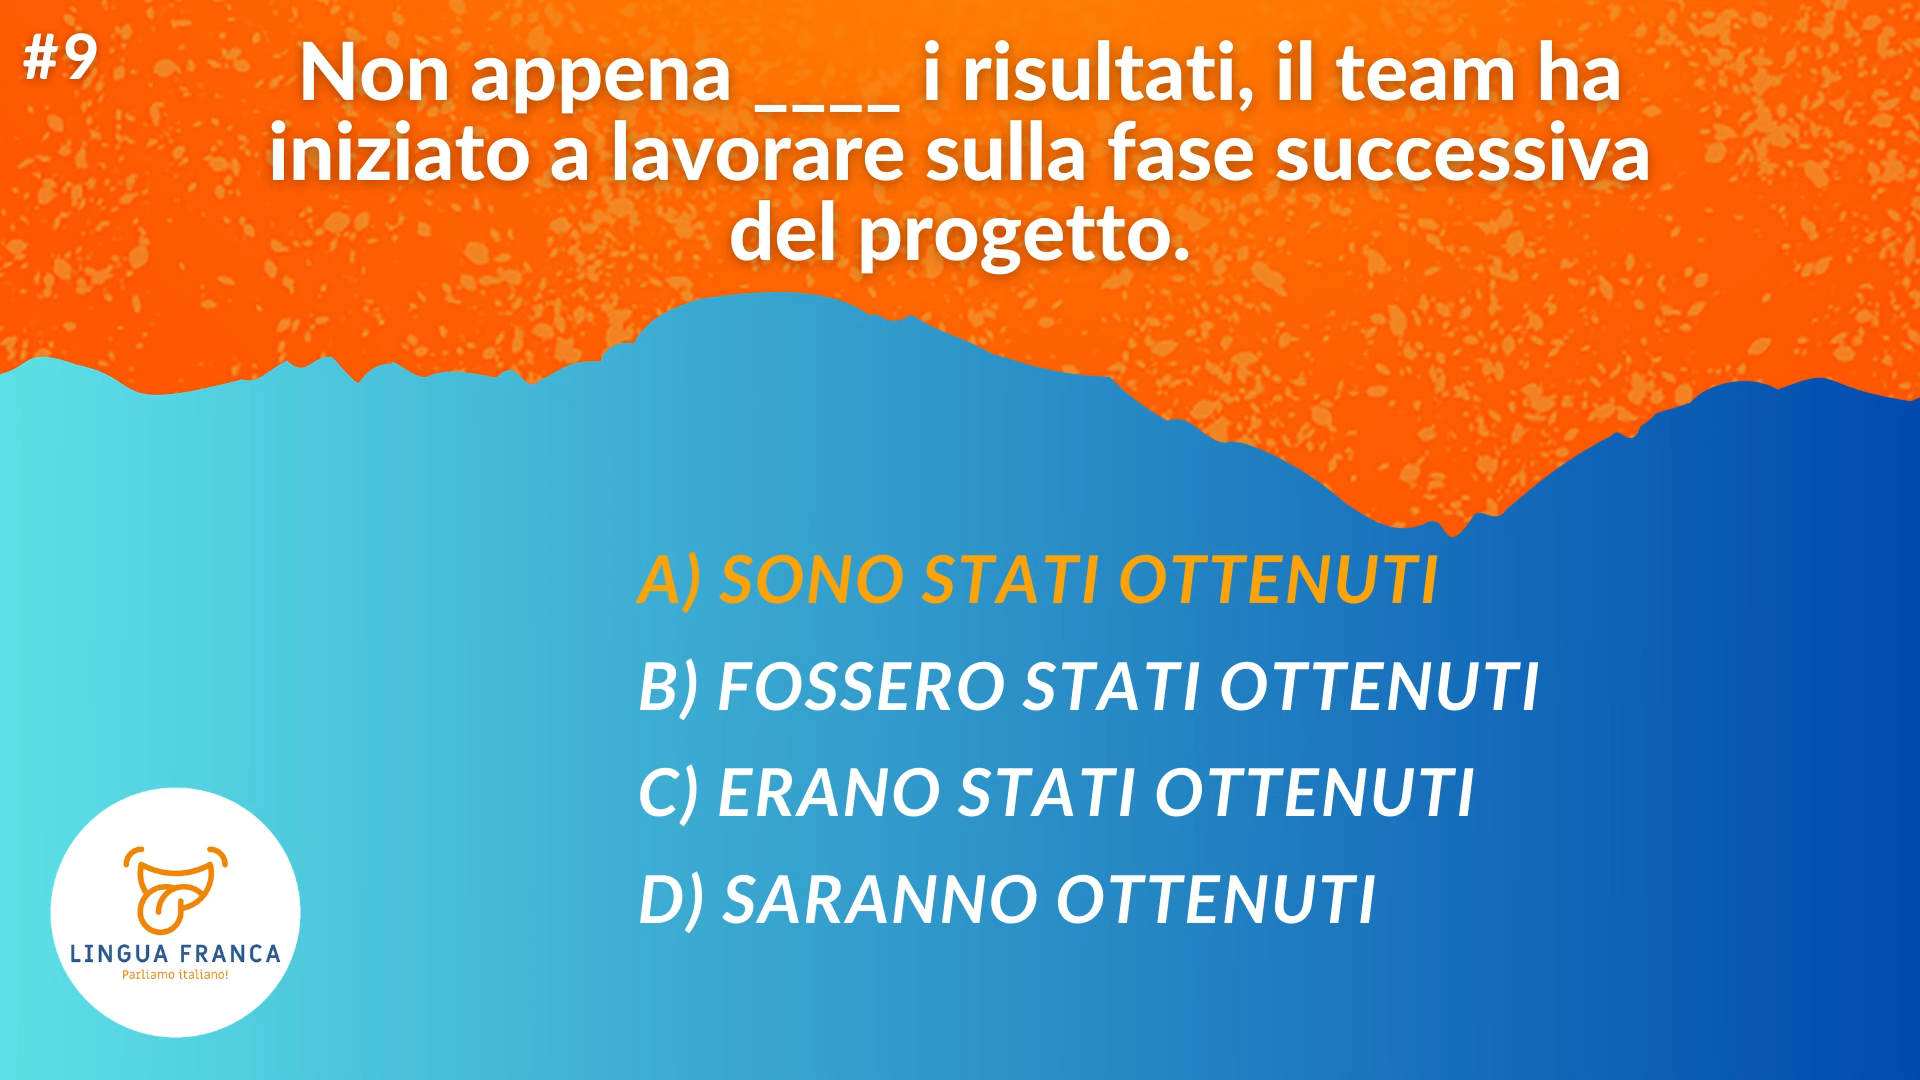 #9
Non appena ____ i risultati, il team ha
iniziato a lavorare sulla fase successiva
del progetto.
A) SONO STATI OTTENUTI
B) FOSSERO STATI OTTENUTI
C) ERANO STATI OTTENUTI
D) SARANNO OTTENUTI
LINGUA FRANCA
Parliamo italiano!